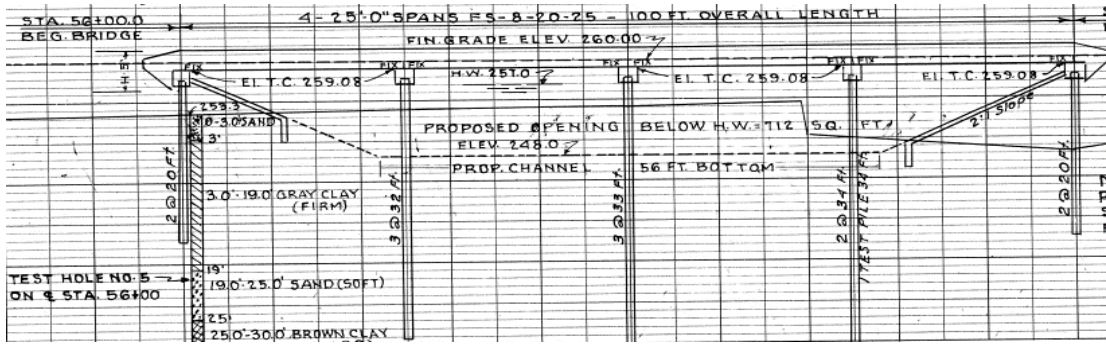 STA. 56+00.0
BEG. BRIDGE
4 - 25'-0" SPANS FS-8-20-25 - 100 FT. OVERALL LENGTH
FIN. GRADE ELEV. 260.00
H. 5'
FIX
FIX FIX
FIX FIX
FIX
FIX
El. T.C. 259.08
H.W. 257.0
El. T.C. 259.08
El. T.C. 259.08
253.3
0-3.0' SAND
3'
PROPOSED OPENING BELOW H.W. = 712 SQ. FT.
ELEV. 248.0
PROP. CHANNEL 56 FT. BOTTOM
2:1 Slope
2 @ 20 Ft.
3.0'-19.0' GRAY CLAY
(FIRM)
3 @ 32 Ft.
3 @ 33 Ft.
2 @ 34 Ft.
1 TEST PILE 34 Ft.
2 @ 20 Ft.
TEST HOLE NO. 5
ON ℄ STA. 56+00
19'
19.0'-25.0' SAND (SOFT)
25'
25.0'-30.0' BROWN CLAY